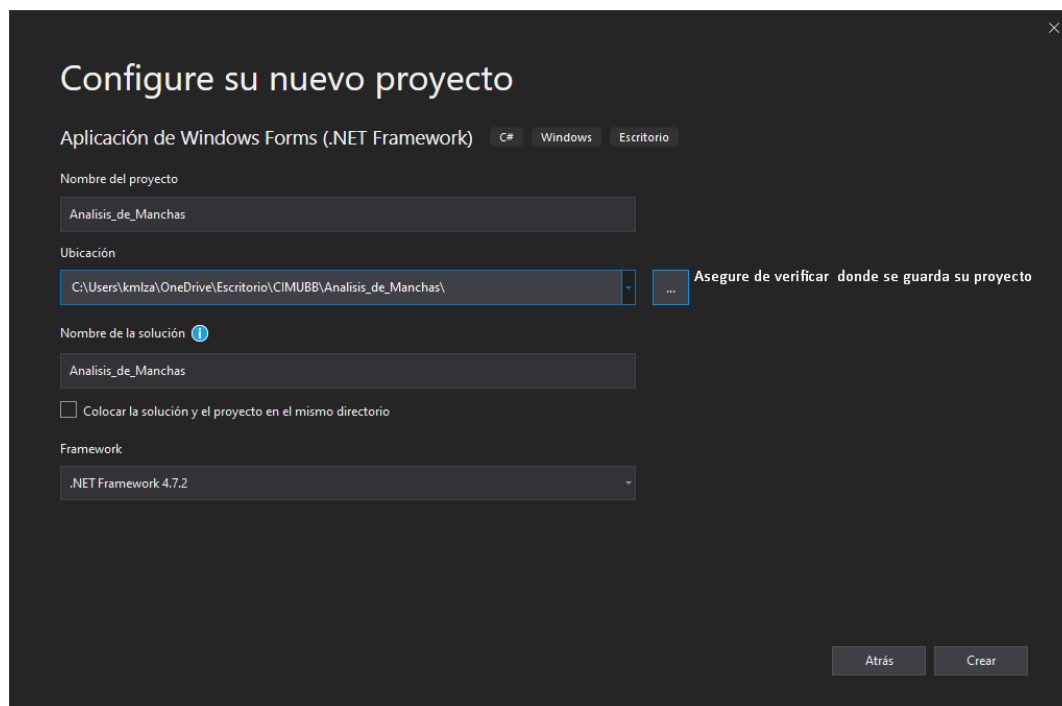 Configure su nuevo proyecto
Aplicación de Windows Forms (.NET Framework) C# Windows Escritorio
Nombre del proyecto
Analisis_de_Manchas
Ubicación
C:\Users\kmlza\OneDrive\Escritorio\CIMUBB\Analisis_de_Manchas\ ... Asegure de verificar donde se guarda su proyecto
Nombre de la solución
Analisis_de_Manchas
Colocar la solución y el proyecto en el mismo directorio
Framework
.NET Framework 4.7.2
Atrás Crear